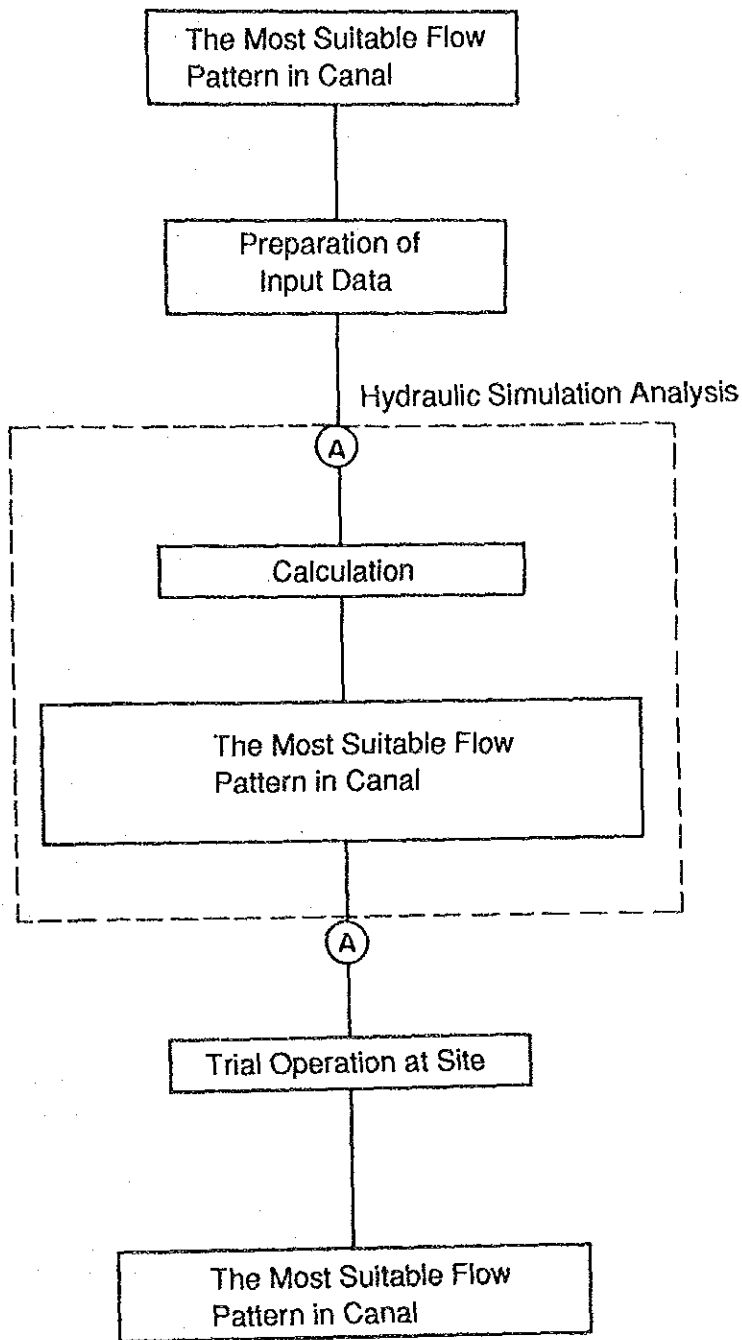 The Most Suitable Flow
Pattern in Canal
Preparation of
Input Data
Hydraulic Simulation Analysis
A
Calculation
The Most Suitable Flow
Pattern in Canal
A
Trial Operation at Site
The Most Suitable Flow
Pattern in Canal